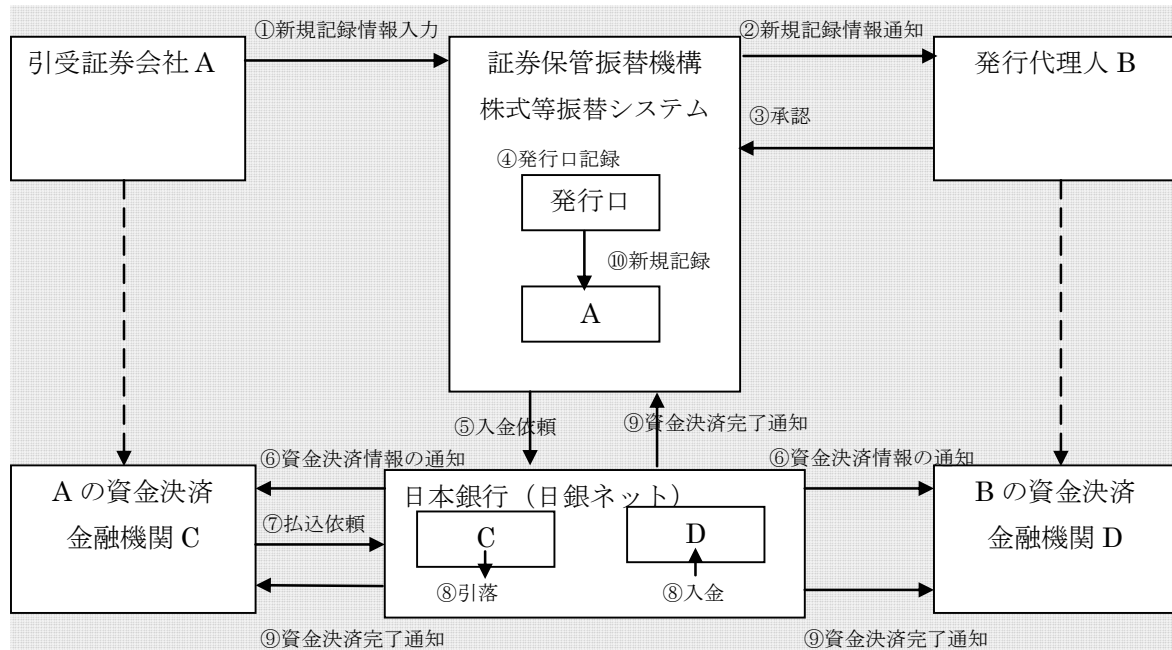 ①新規記録情報入力
②新規記録情報通知
引受証券会社 A
証券保管振替機構
株式等振替システム
発行代理人 B
③承認
④発行口記録
発行口
⑩新規記録
A
⑤入金依頼
⑨資金決済完了通知
⑥資金決済情報の通知
⑥資金決済情報の通知
A の資金決済
金融機関 C
日本銀行(日銀ネット)
B の資金決済
金融機関 D
⑦払込依頼
C
D
⑧引落
⑧入金
⑨資金決済完了通知
⑨資金決済完了通知